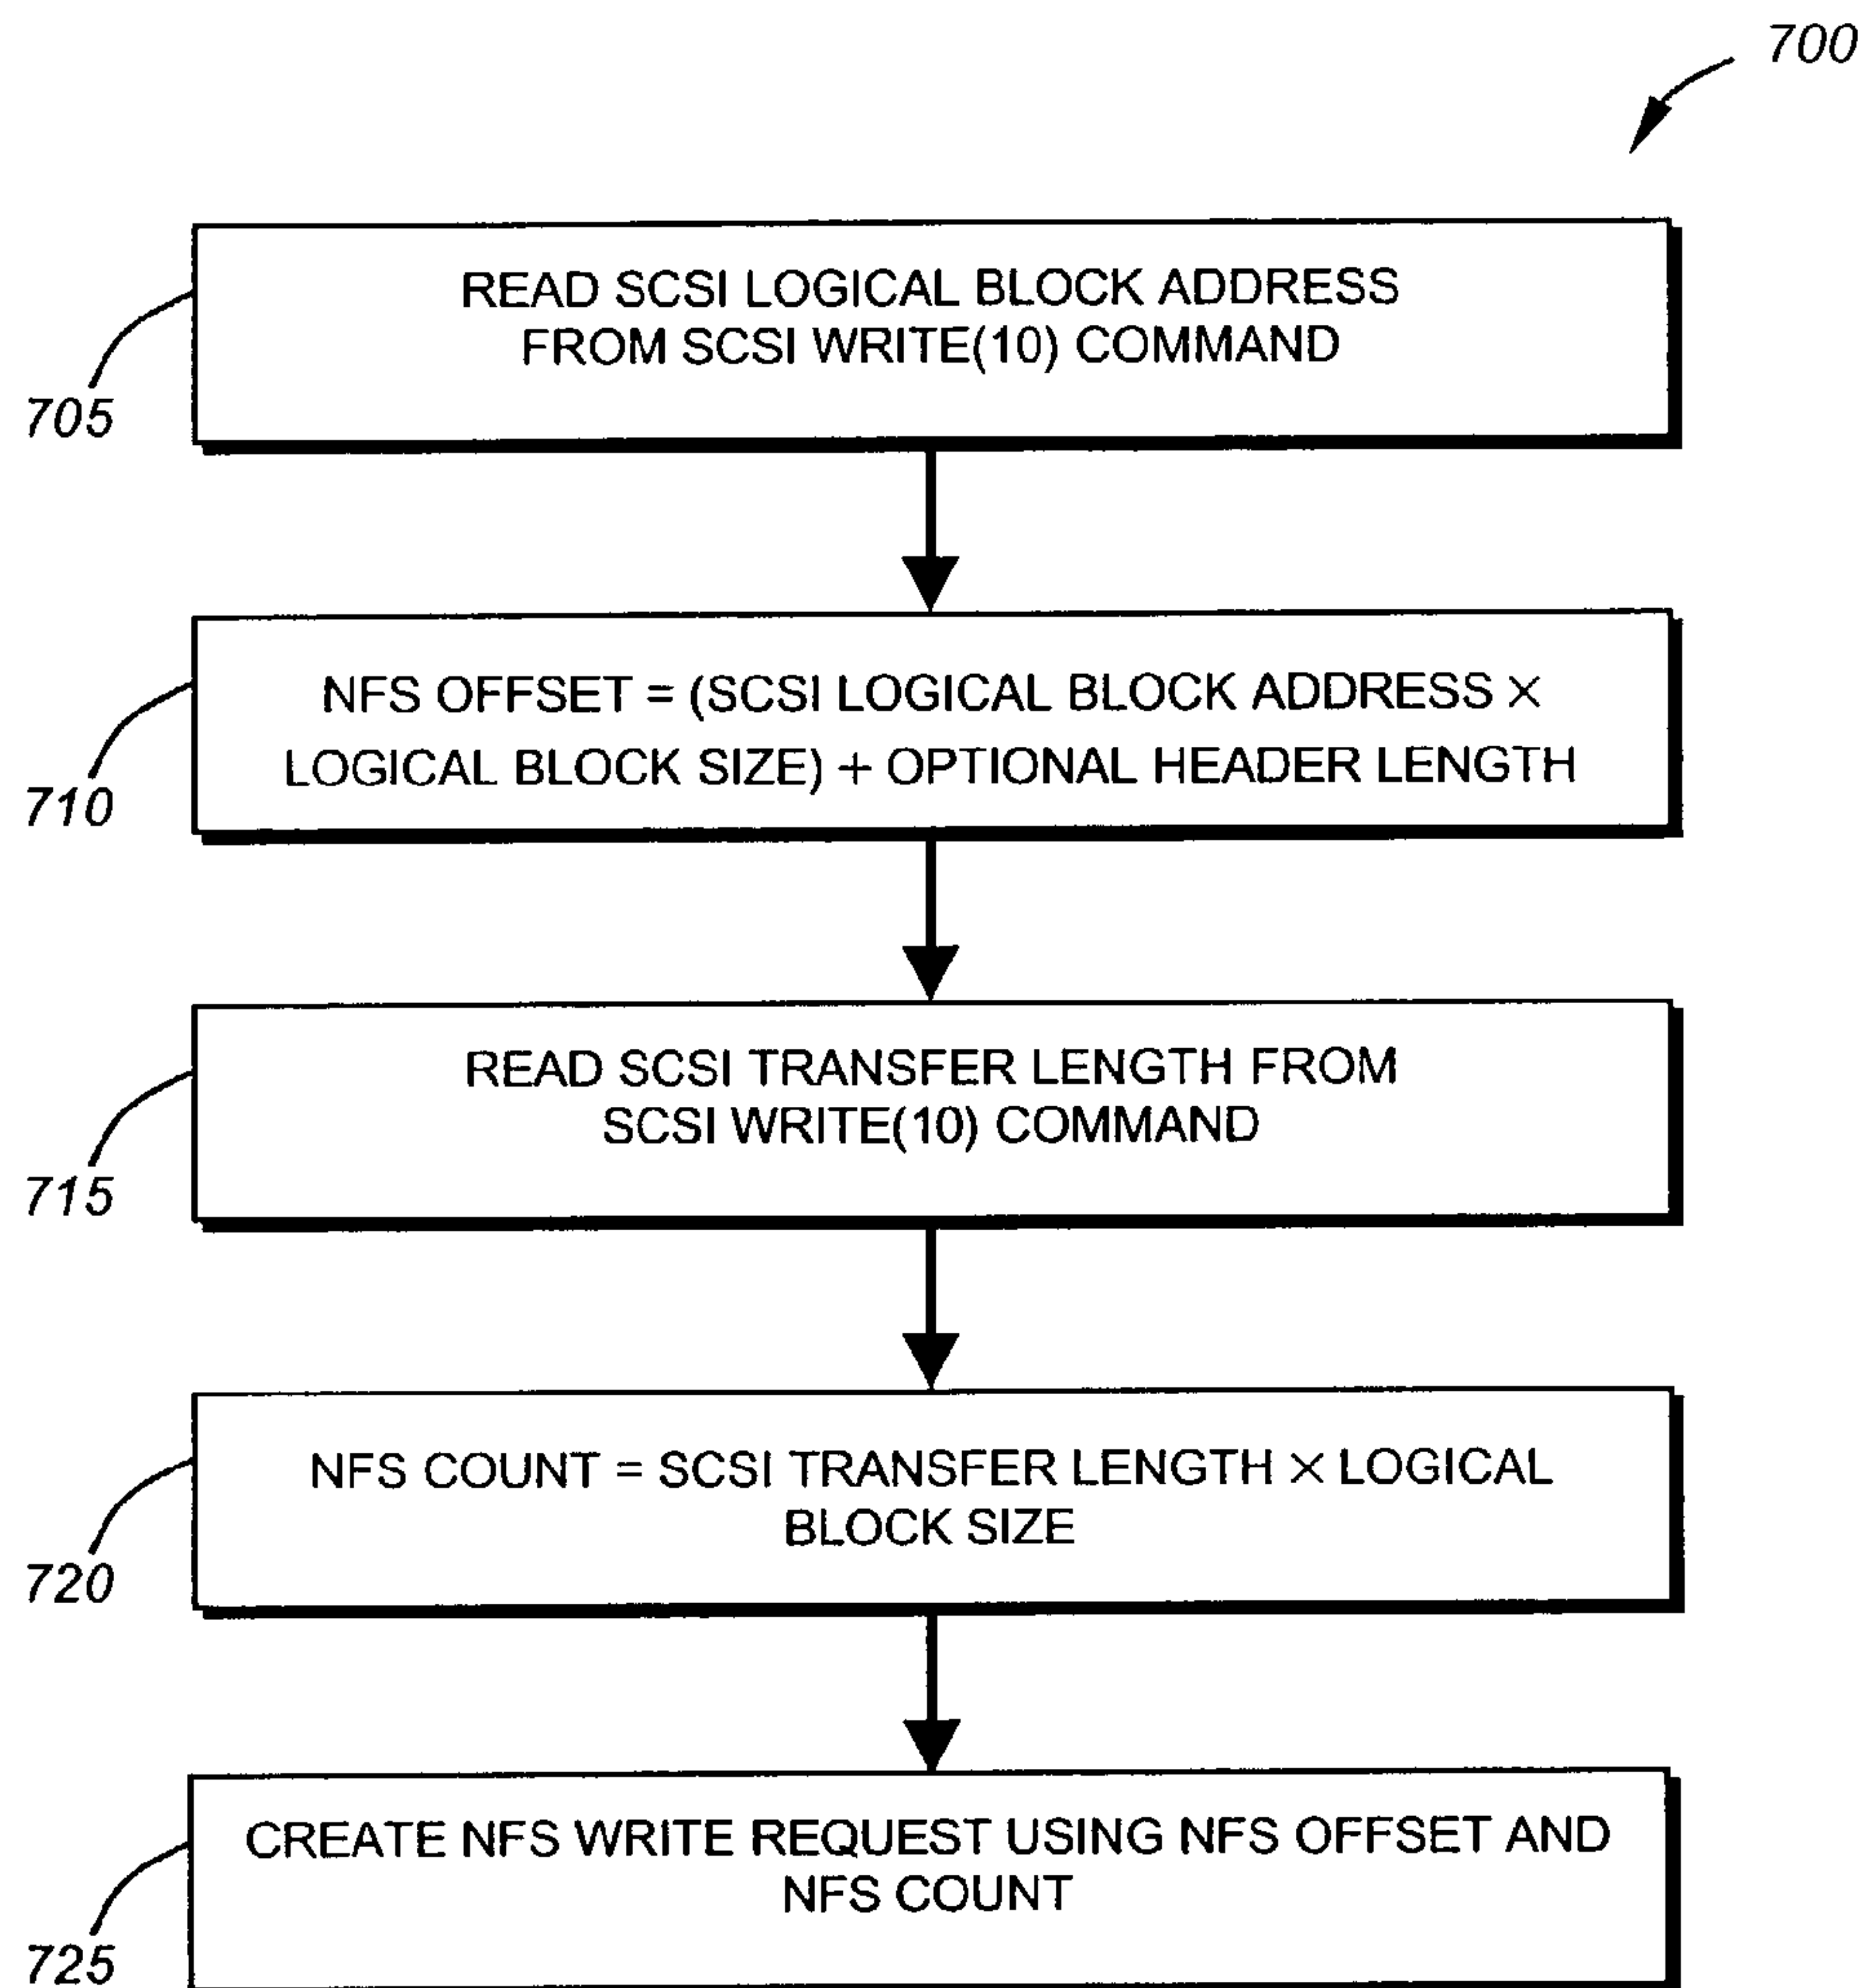 700
READ SCSI LOGICAL BLOCK ADDRESS
FROM SCSI WRITE(10) COMMAND
705
NFS OFFSET = (SCSI LOGICAL BLOCK ADDRESS ×
LOGICAL BLOCK SIZE) + OPTIONAL HEADER LENGTH
710
READ SCSI TRANSFER LENGTH FROM
SCSI WRITE(10) COMMAND
715
NFS COUNT = SCSI TRANSFER LENGTH × LOGICAL
BLOCK SIZE
720
CREATE NFS WRITE REQUEST USING NFS OFFSET AND
NFS COUNT
725